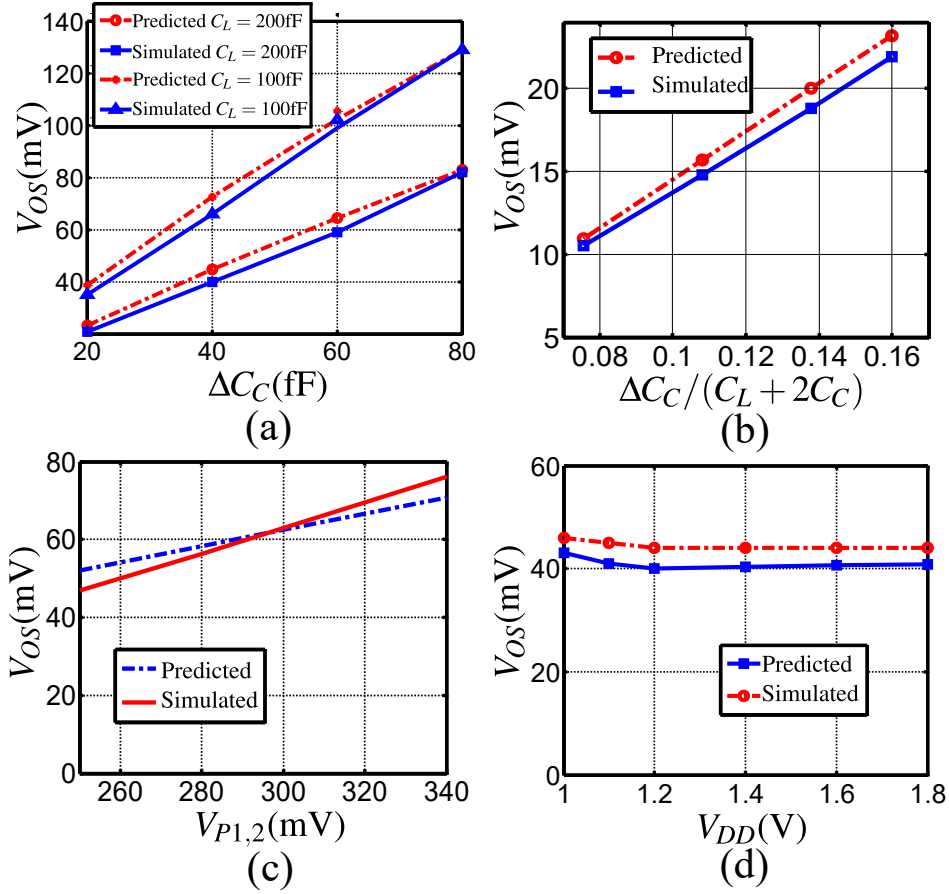 140
120
100
80
60
40
20
40
60
80
V_OS(mV)
ΔC_C(fF)
Predicted C_L = 200fF
Simulated C_L = 200fF
Predicted C_L = 100fF
Simulated C_L = 100fF
(a)
20
15
10
5
0.08
0.1
0.12
0.14
0.16
V_OS(mV)
ΔC_C/(C_L + 2C_C)
Predicted
Simulated
(b)
80
60
40
20
0
260
280
300
320
340
V_OS(mV)
V_P1,2(mV)
Predicted
Simulated
(c)
60
40
20
0
1
1.2
1.4
1.6
1.8
V_OS(mV)
V_DD(V)
Predicted
Simulated
(d)